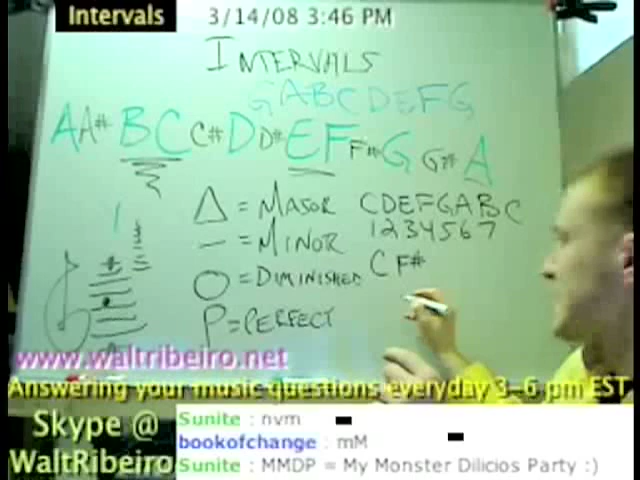 Intervals
3/14/08 3:46 PM
INTERVALS
GABCDEFG
A A# B C C# D D# E F F# G G# A
△ = MAJOR CDEFGABC
— = MINOR 1234567
○ = DIMINISHED C F#
P = PERFECT
www.waltribeiro.net
Answering your music questions everyday 3-6 pm EST
Skype @
WaltRibeiro
Sunite : nvm
bookofchange : mM
Sunite : MMDP = My Monster Dilicios Party :)